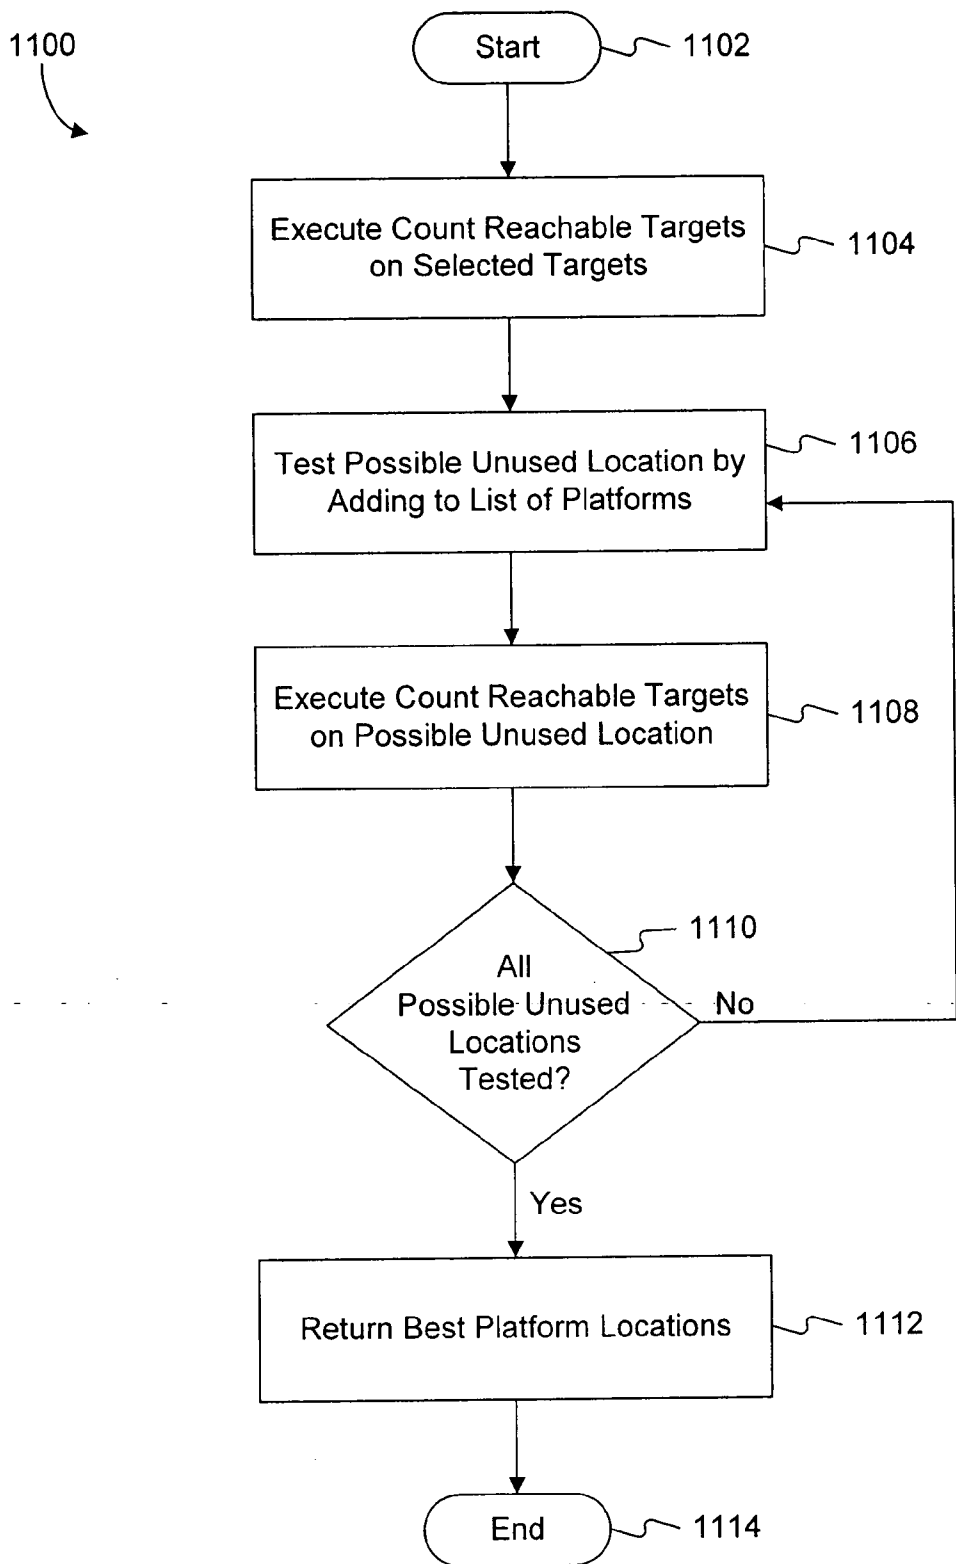 1100
Start
1102
Execute Count Reachable Targets
on Selected Targets
1104
Test Possible Unused Location by
Adding to List of Platforms
1106
Execute Count Reachable Targets
on Possible Unused Location
1108
All
Possible Unused
Locations
Tested?
1110
No
Yes
Return Best Platform Locations
1112
End
1114